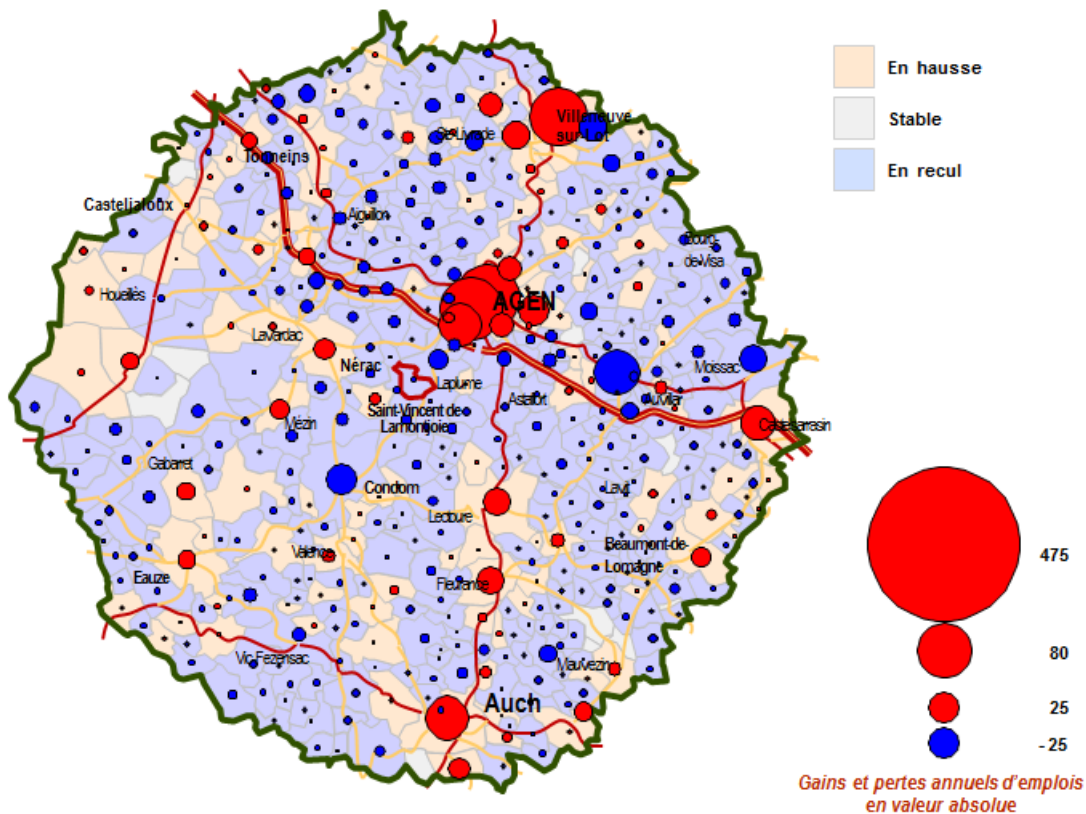 En hausse
Stable
En recul
Villeneuve
sur-Lot
Ste-Livrade
Tonneins
Casteljaloux
Aiguillon
Bourg-
de-Visa
Houeillès
AGEN
Lavardac
Nérac
Laplume
Moissac
Auvillar
Astafort
Saint-Vincent de
Lamontjoie
Mézin
Castelsarrasin
Gabarret
Condom
Lavit
Lectoure
Valence
Beaumont-de-
Lomagne
Eauze
Fleurance
Vic Fezensac
Mauvezin
Auch
475
80
25
-25
Gains et pertes annuels d'emplois
en valeur absolue